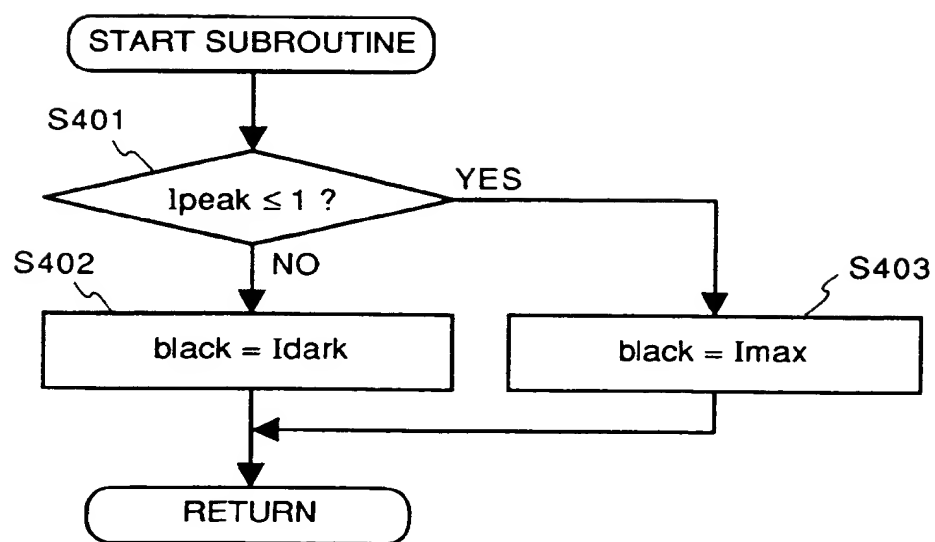 START SUBROUTINE
S401
Ipeak ≤ 1 ?
YES
NO
S402
S403
black = Idark
black = Imax
RETURN